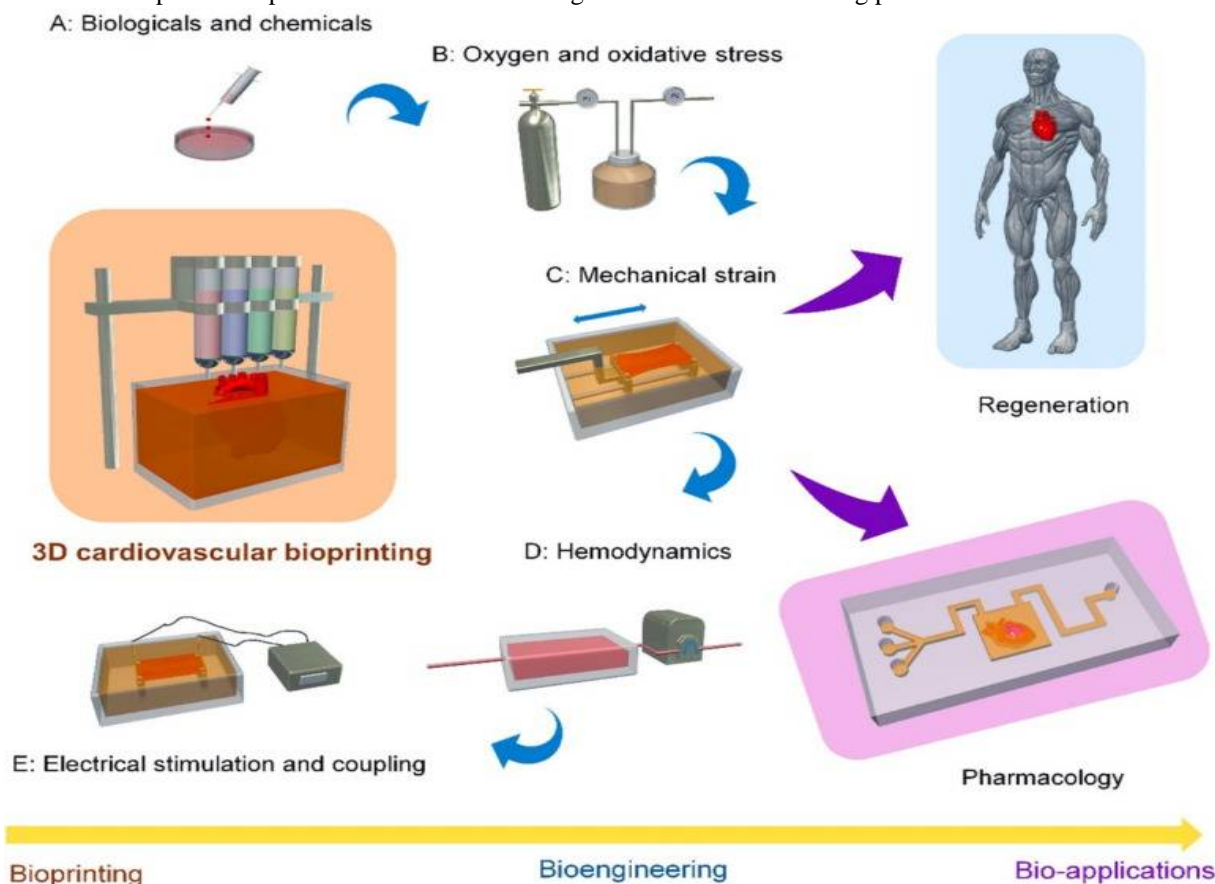 A: Biologicals and chemicals
B: Oxygen and oxidative stress
C: Mechanical strain
Regeneration
3D cardiovascular bioprinting
D: Hemodynamics
E: Electrical stimulation and coupling
Pharmacology
Bioprinting
Bioengineering
Bio-applications